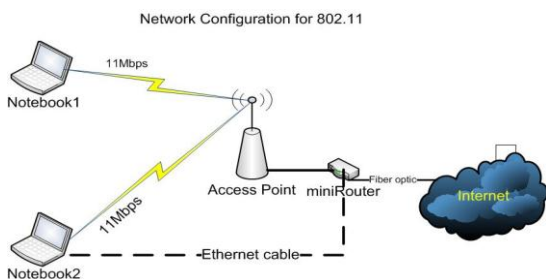 Network Configuration for 802.11
11Mbps
Notebook1
Access Point
miniRouter
Fiber optic
Internet
11Mbps
Ethernet cable
Notebook2